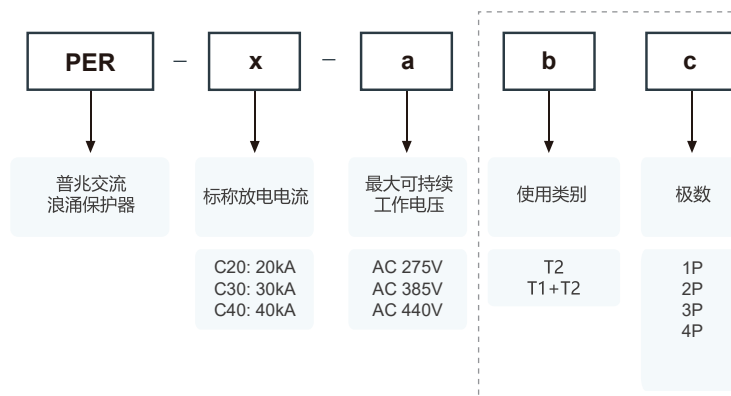 PER – x – a b c
普兆交流
浪涌保护器
标称放电电流
最大可持续
工作电压
使用类别
极数
C20: 20kA
C30: 30kA
C40: 40kA
AC 275V
AC 385V
AC 440V
T2
T1+T2
1P
2P
3P
4P